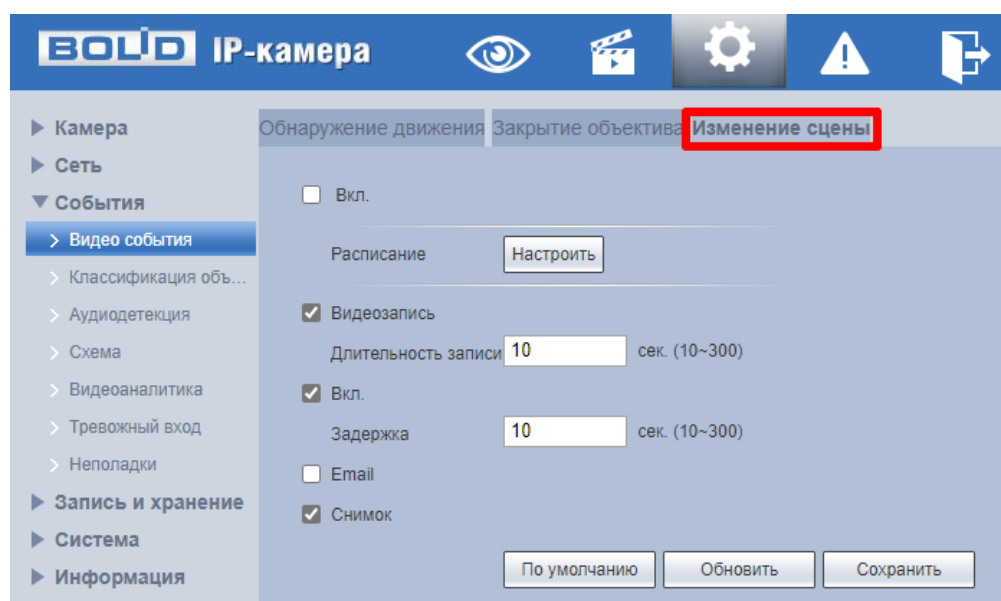 BOLID IP-камера
Обнаружение движения Закрытие объектива Изменение сцены
Камера
Сеть
События
Видео события
Классификация объ...
Аудиодетекция
Схема
Видеоаналитика
Тревожный вход
Неполадки
Запись и хранение
Система
Информация
Вкл.
Расписание Настроить
Видеозапись
Длительность записи 10 сек. (10~300)
Вкл.
Задержка 10 сек. (10~300)
Email
Снимок
По умолчанию Обновить Сохранить